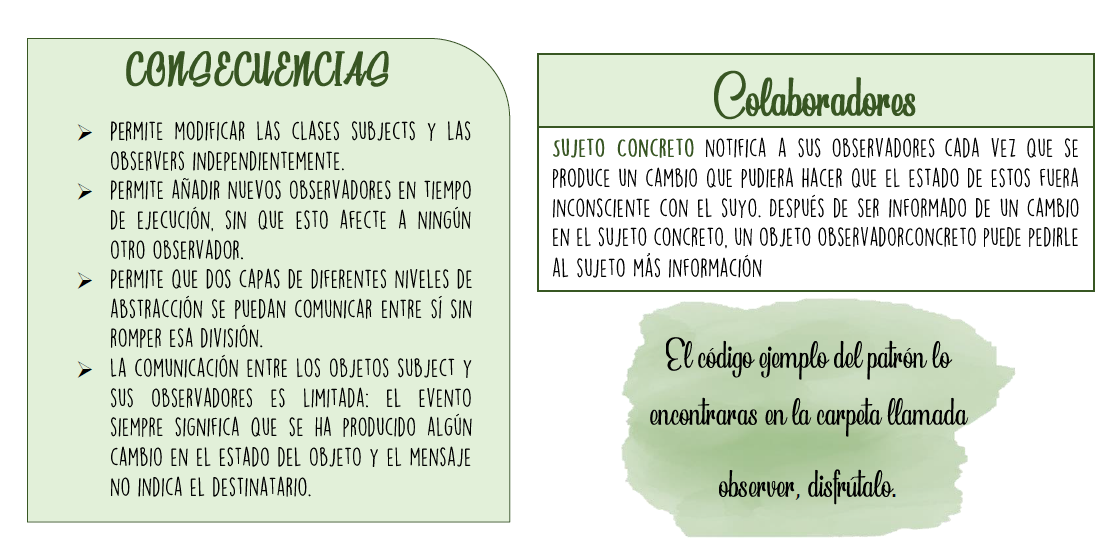 CONSECUENCIAS
➢ PERMITE MODIFICAR LAS CLASES SUBJECTS Y LAS
OBSERVERS INDEPENDIENTEMENTE.
➢ PERMITE AÑADIR NUEVOS OBSERVADORES EN TIEMPO
DE EJECUCIÓN, SIN QUE ESTO AFECTE A NINGÚN
OTRO OBSERVADOR.
➢ PERMITE QUE DOS CAPAS DE DIFERENTES NIVELES DE
ABSTRACCIÓN SE PUEDAN COMUNICAR ENTRE SÍ SIN
ROMPER ESA DIVISIÓN.
➢ LA COMUNICACIÓN ENTRE LOS OBJETOS SUBJECT Y
SUS OBSERVADORES ES LIMITADA: EL EVENTO
SIEMPRE SIGNIFICA QUE SE HA PRODUCIDO ALGÚN
CAMBIO EN EL ESTADO DEL OBJETO Y EL MENSAJE
NO INDICA EL DESTINATARIO.
Colaboradores
SUJETO CONCRETO NOTIFICA A SUS OBSERVADORES CADA VEZ QUE SE
PRODUCE UN CAMBIO QUE PUDIERA HACER QUE EL ESTADO DE ESTOS FUERA
INCONSCIENTE CON EL SUYO. DESPUÉS DE SER INFORMADO DE UN CAMBIO
EN EL SUJETO CONCRETO, UN OBJETO OBSERVADORCONCRETO PUEDE PEDIRLE
AL SUJETO MÁS INFORMACIÓN
El código ejemplo del patrón lo
encontraras en la carpeta llamada
observer, disfrútalo.